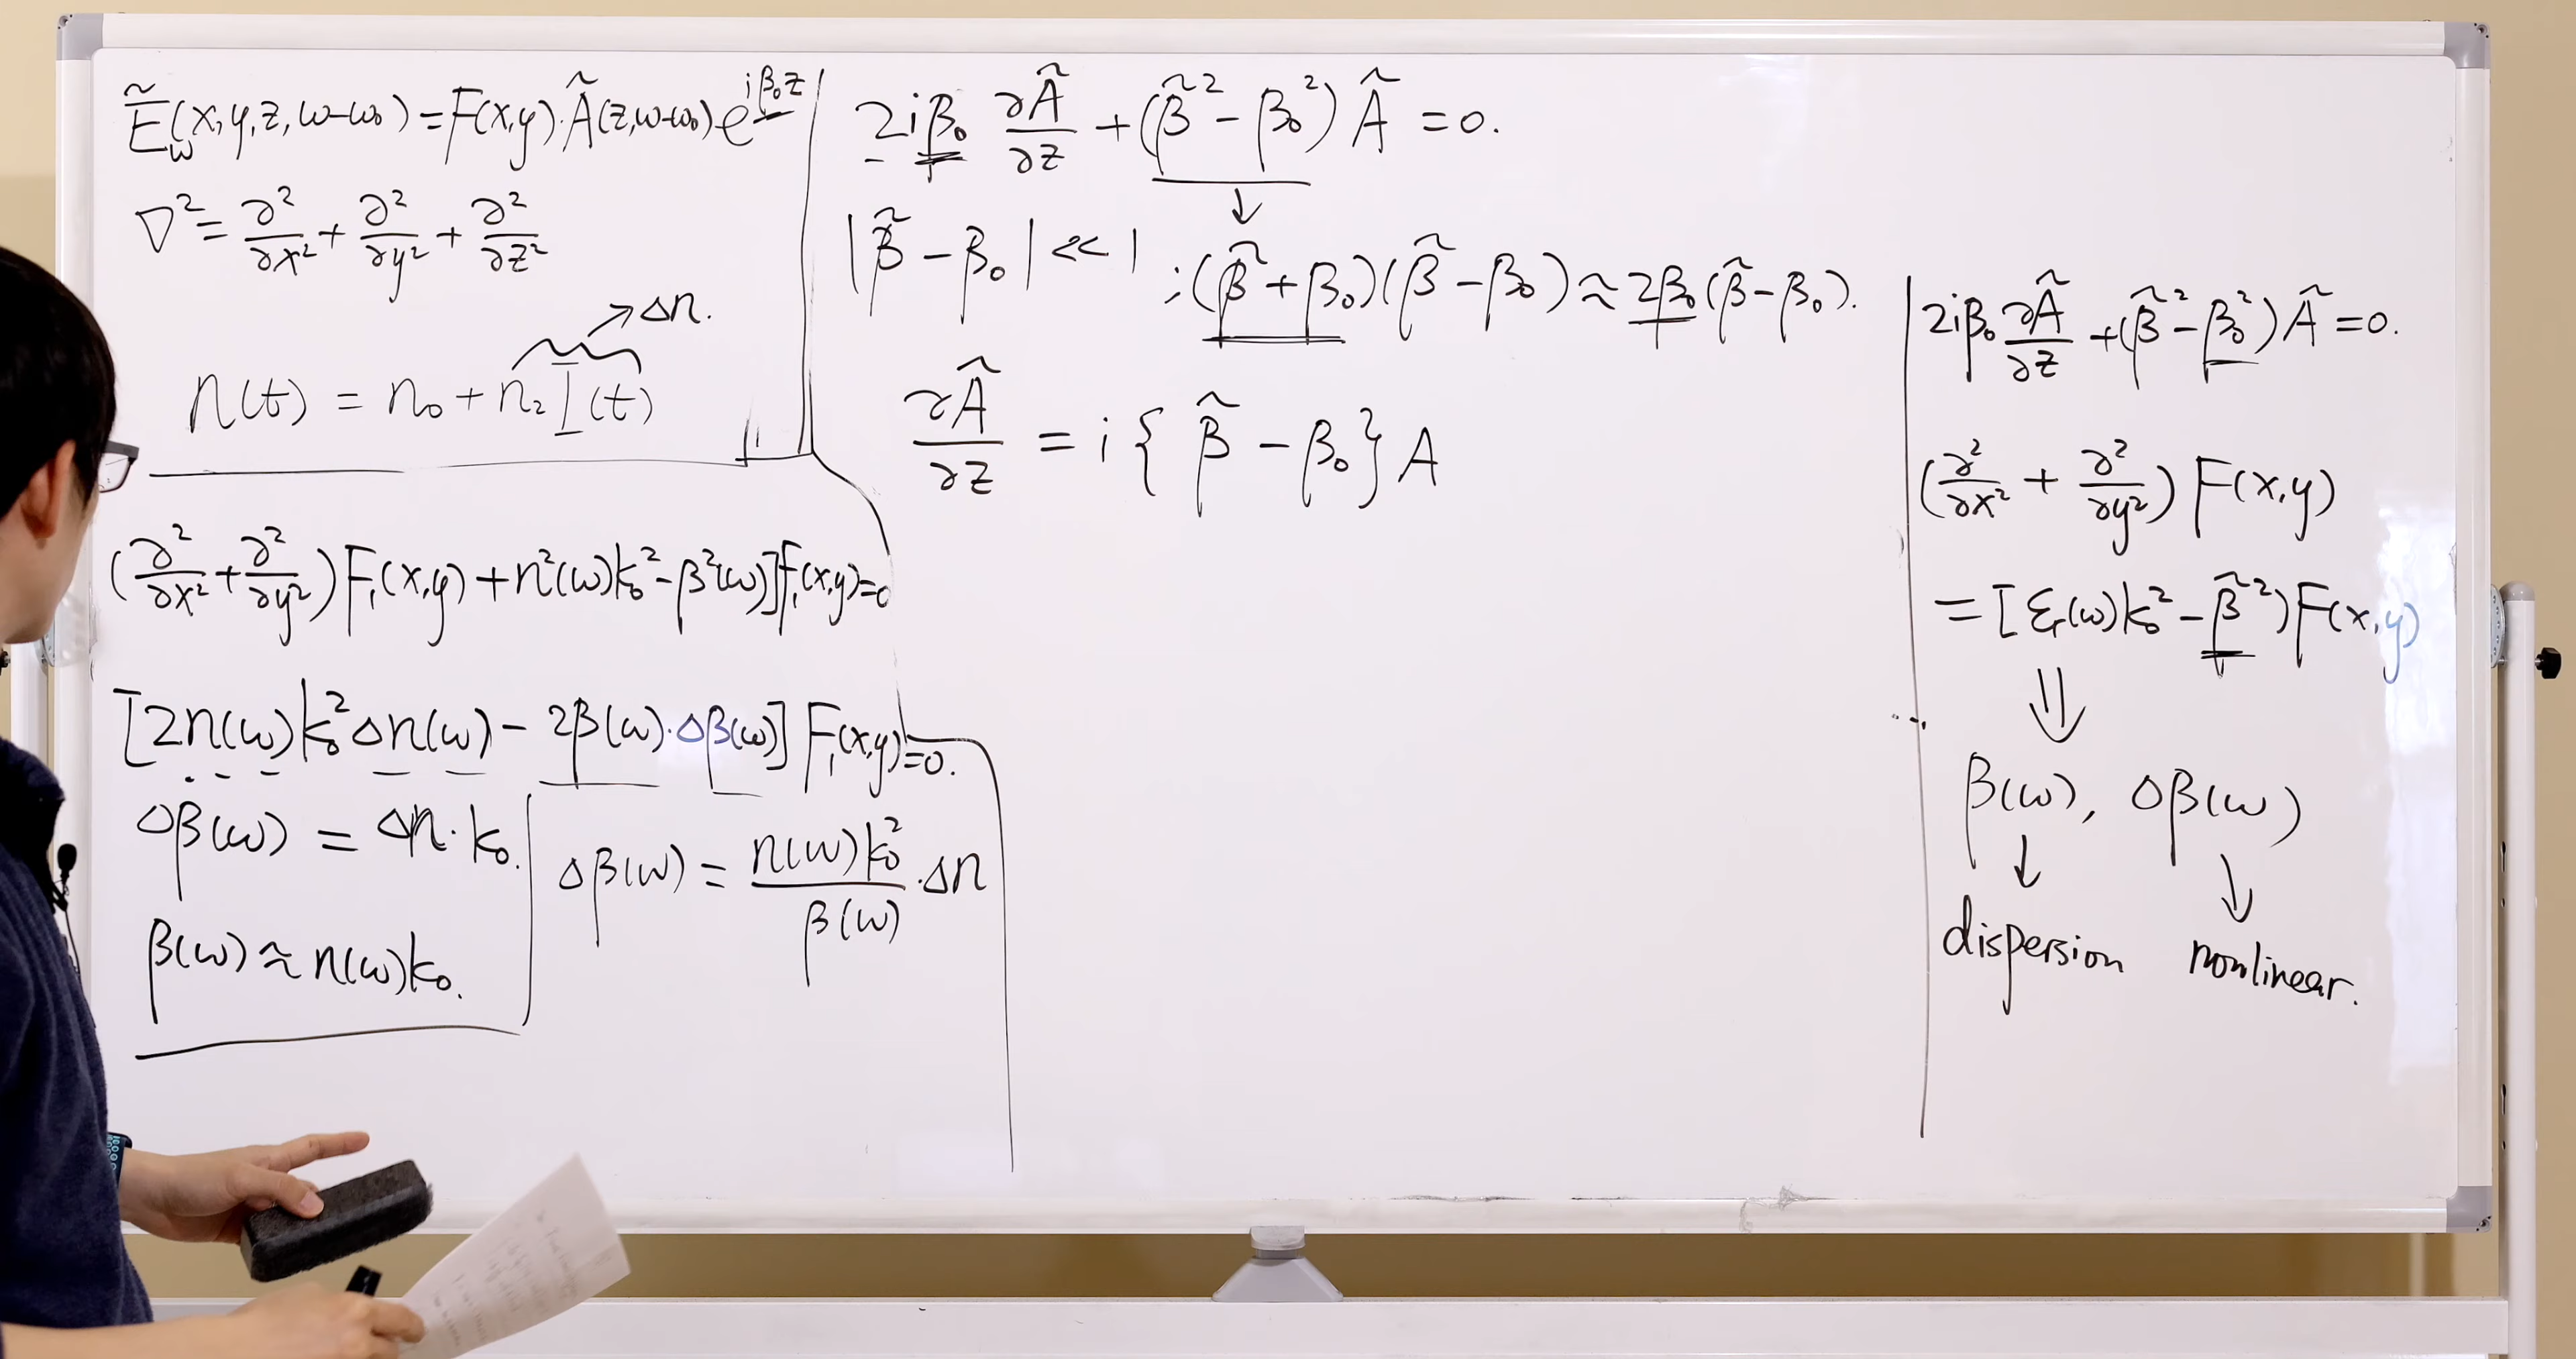 Ẽω(x,y,z,ω-ω₀) = F(x,y)·Ã(z,ω-ω₀)e^{iβ₀z}
∇² = ∂²/∂x² + ∂²/∂y² + ∂²/∂z²
→ Δn.
n(t) = n₀ + n₂I(t)
(∂²/∂x² + ∂²/∂y²)F₁(x,y) + n²(ω)k₀² - β²(ω)]F₁(x,y)=0
[2n(ω)k₀²Δn(ω) - 2β(ω)·Δβ(ω)]F₁(x,y)=0.
Δβ(ω) = Δn·k₀.
β(ω) ≈ n(ω)k₀.
Δβ(ω) = n(ω)k₀²/β(ω) ·Δn
2iβ₀ ∂Ã/∂z + (β̃² - β₀²)Ã = 0.
↓
|β̃ - β₀| << 1 ; (β̃ + β₀)(β̃ - β₀) ≈ 2β₀(β̃ - β₀).
∂Ã/∂z = i{β̃ - β₀}A
2iβ₀ ∂Ã/∂z + (β̃² - β₀²)Ã = 0.
(∂²/∂x² + ∂²/∂y²)F(x,y)
= [εr(ω)k₀² - β̃²)F(x,y)
⇓
β(ω), Δβ(ω)
↓ ↓
dispersion nonlinear.